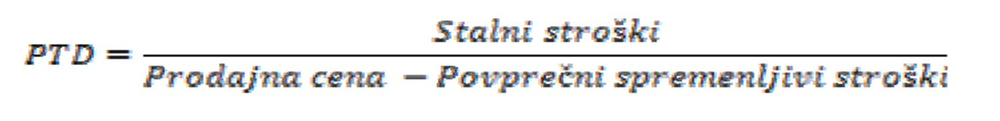 Stalni stroški
PTD =
Prodajna cena − Povprečni spremenljivi stroški